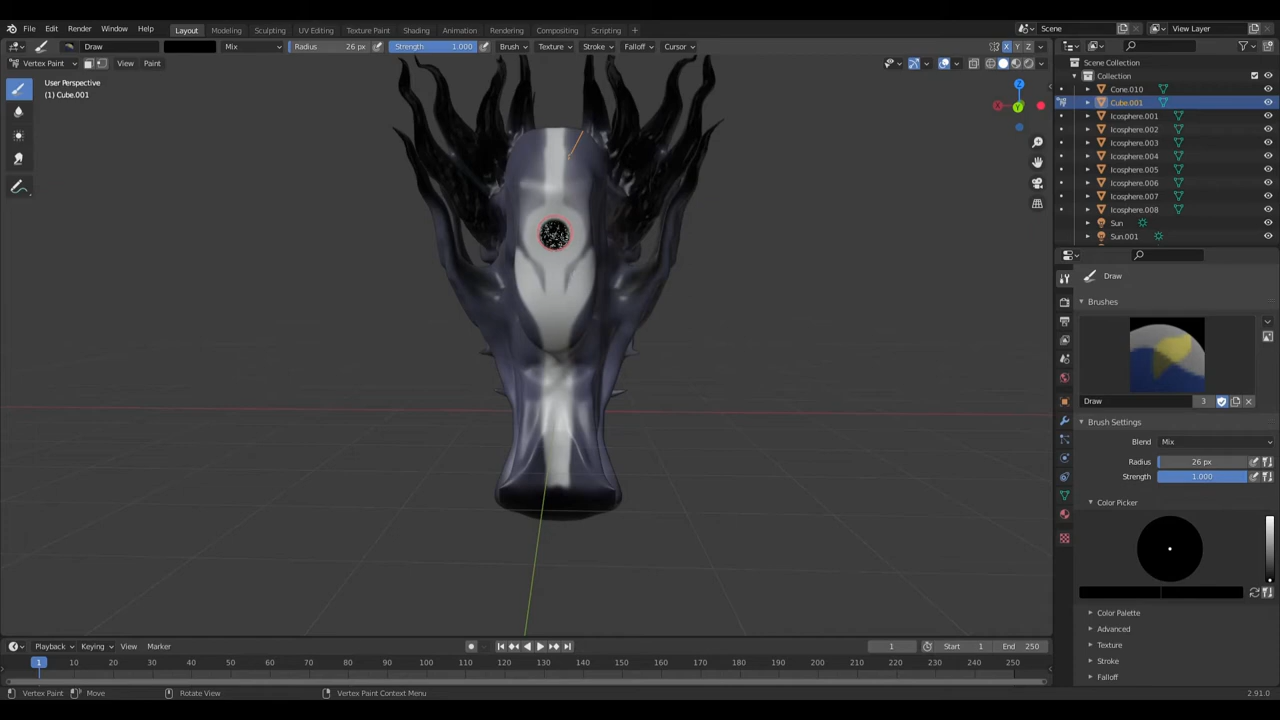 File Edit Render Window Help Layout Modeling Sculpting UV Editing Texture Paint Shading Animation Rendering Compositing Scripting + Scene View Layer
Draw Mix Radius 26 px Strength 1.000 Brush Texture Stroke Falloff Cursor X Y Z
Vertex Paint View Paint
User Perspective
(1) Cube.001
Z
Y
Scene Collection
Collection
Cone.010
Cube.001
Icosphere.001
Icosphere.002
Icosphere.003
Icosphere.004
Icosphere.005
Icosphere.006
Icosphere.007
Icosphere.008
Sun
Sun.001
Draw
Brushes
Draw 3
Brush Settings
Blend Mix
Radius 26 px
Strength 1.000
Color Picker
Color Palette
Advanced
Texture
Stroke
Falloff
Playback Keying View Marker 1 Start 1 End 250
1 10 20 30 40 50 60 70 80 90 100 110 120 130 140 150 160 170 180 190 200 210 220 230 240 250
Vertex Paint Move Rotate View Vertex Paint Context Menu 2.91.0